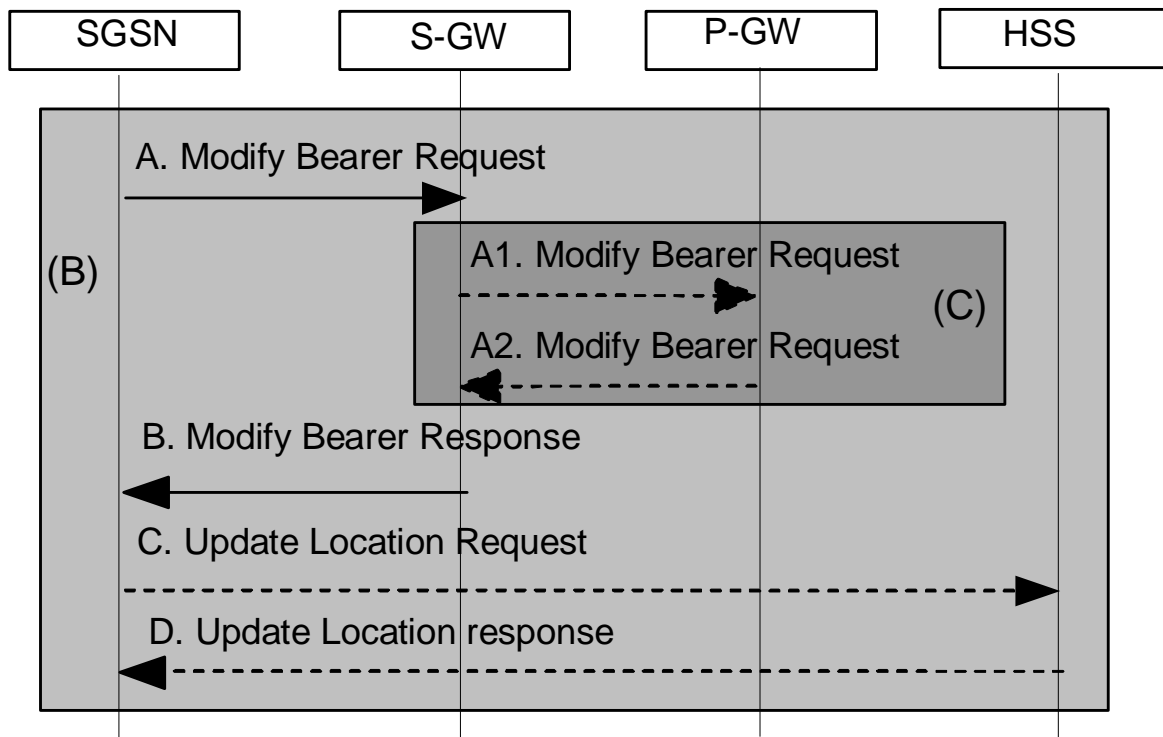 SGSN
S-GW
P-GW
HSS
A. Modify Bearer Request
(B)
A1. Modify Bearer Request
(C)
A2. Modify Bearer Request
B. Modify Bearer Response
C. Update Location Request
D. Update Location response